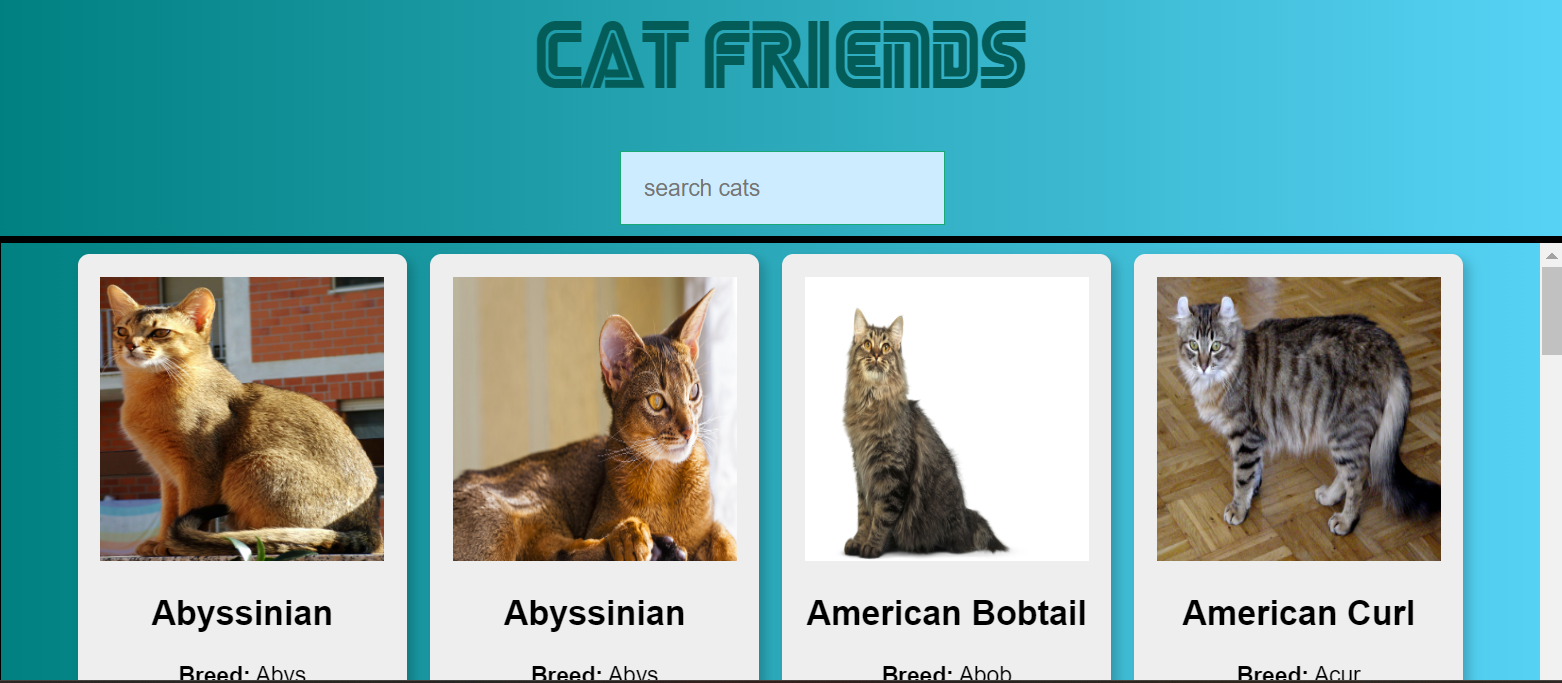 CAT FRIENDS
search cats
Abyssinian
Abyssinian
American Bobtail
American Curl
Breed: Abys
Breed: Abys
Breed: Abob
Breed: Acur